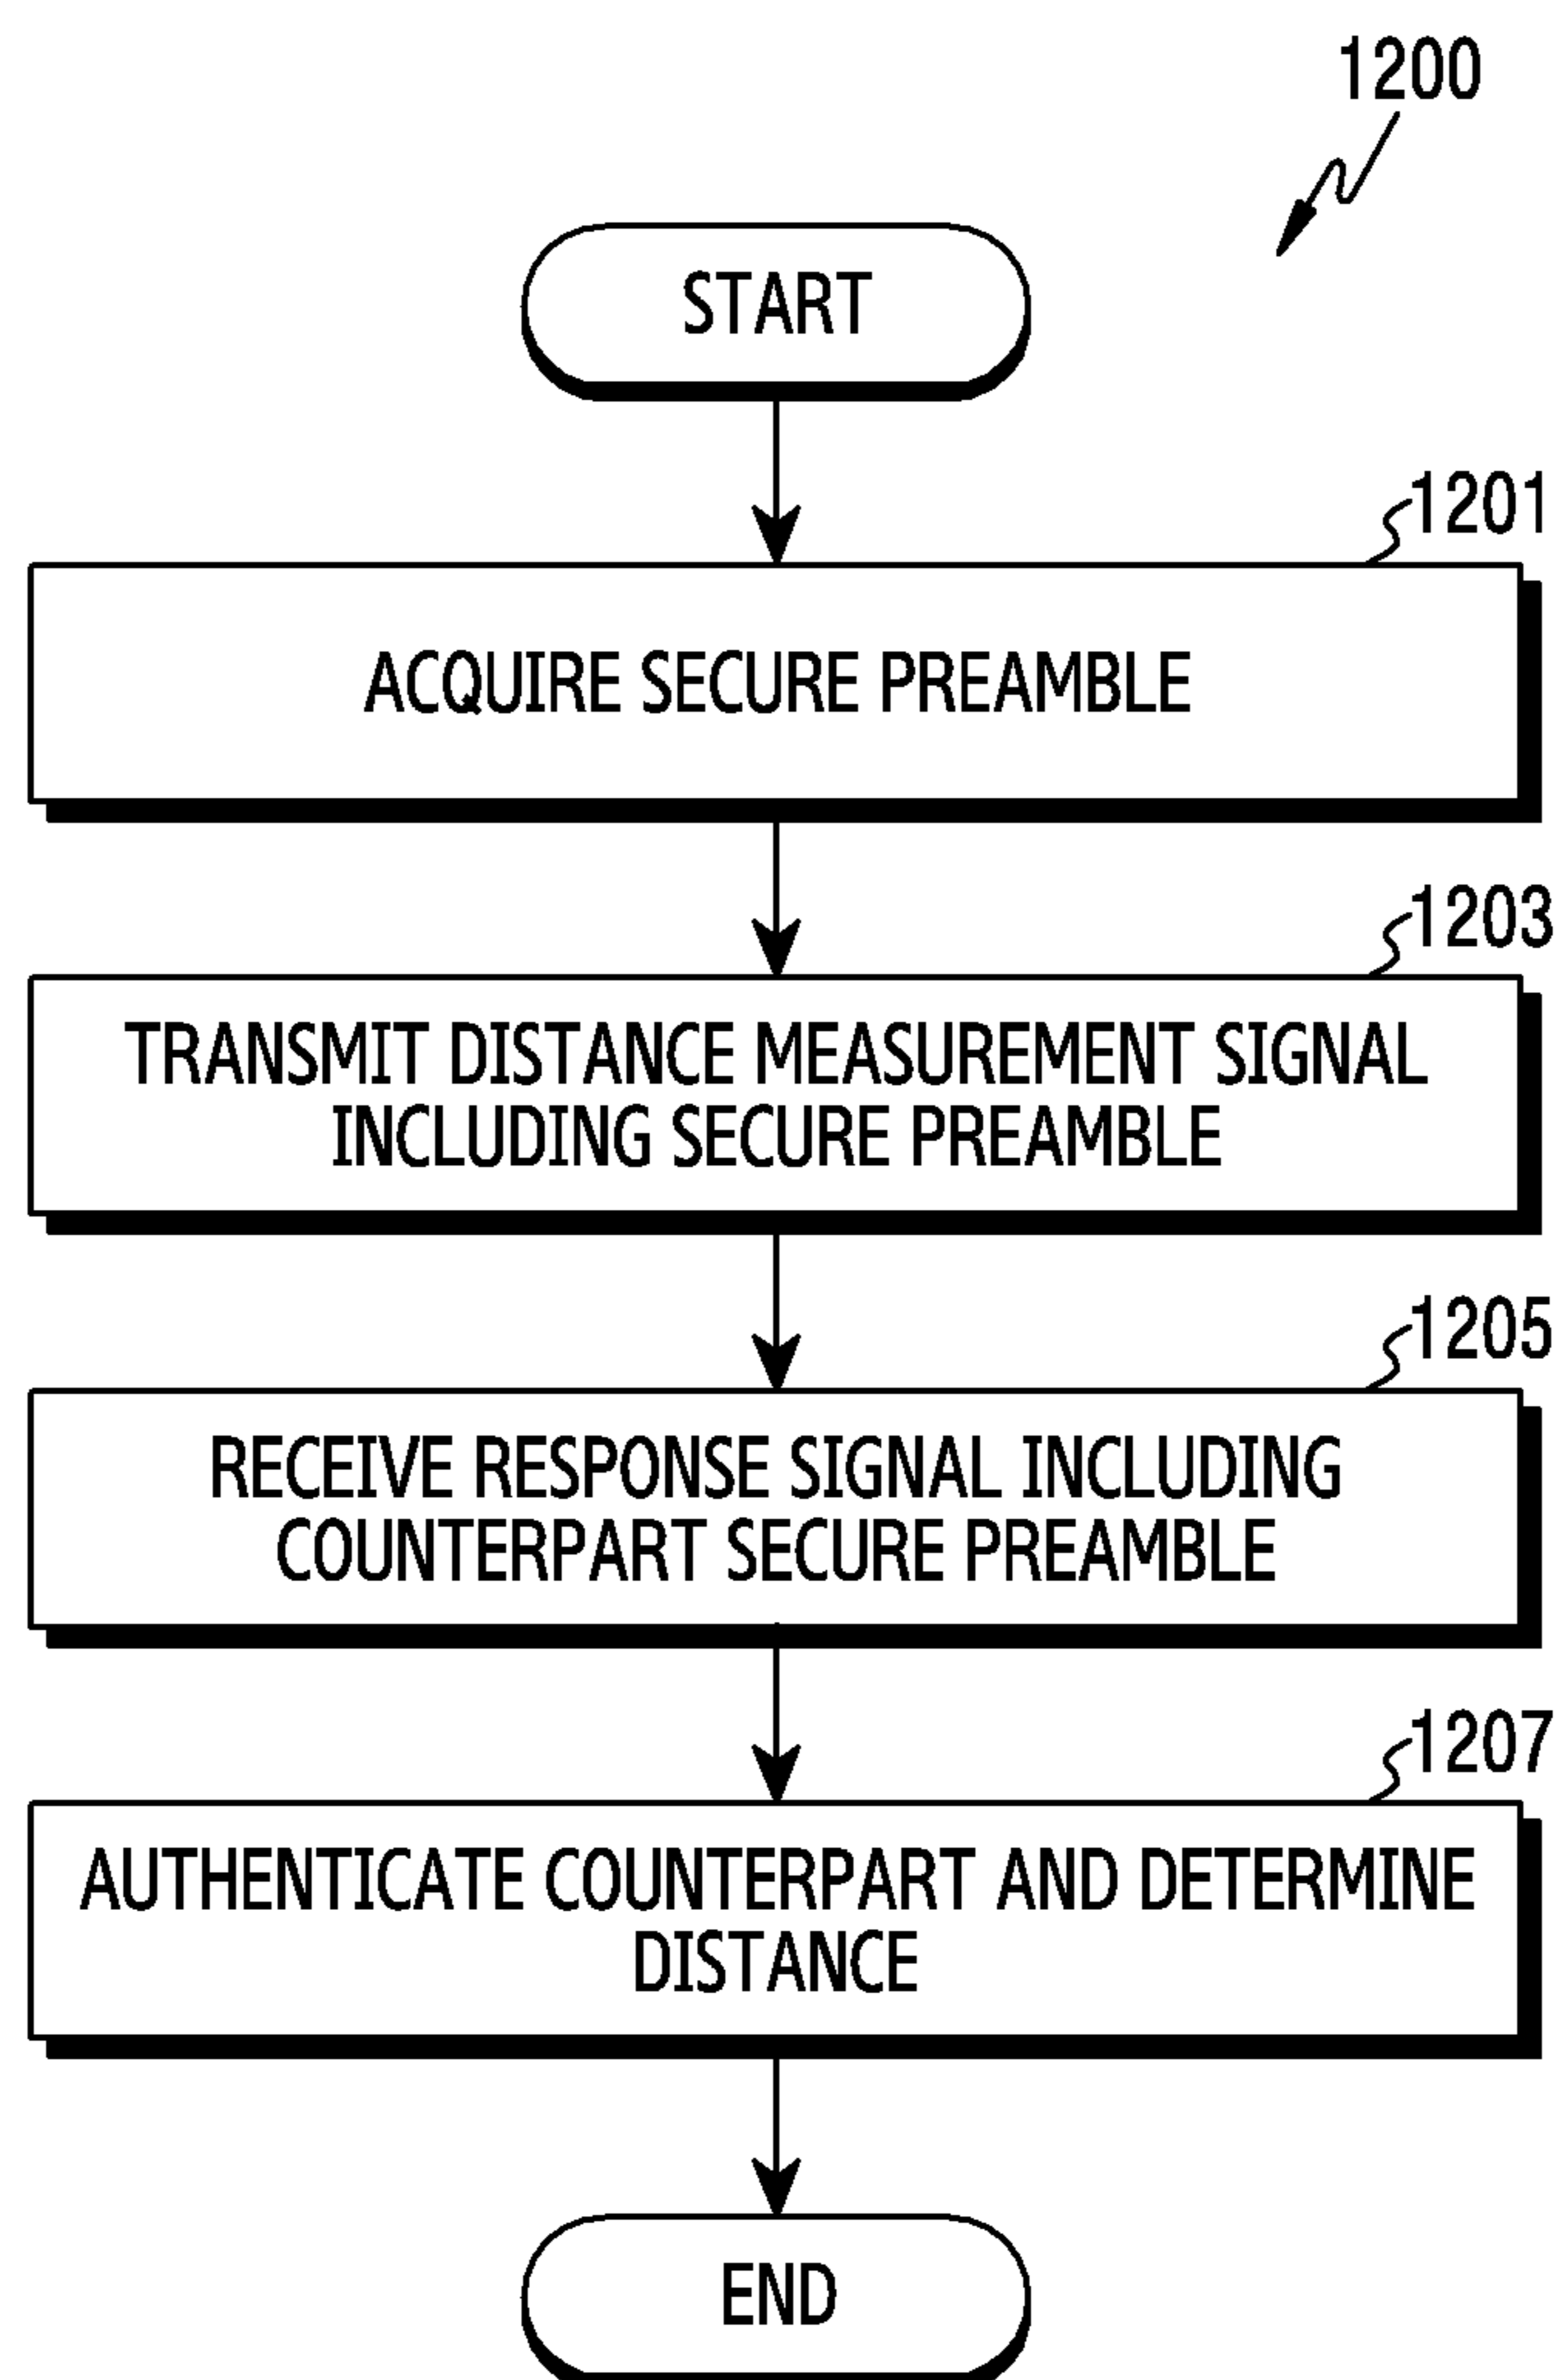 1200
START
1201
ACQUIRE SECURE PREAMBLE
1203
TRANSMIT DISTANCE MEASUREMENT SIGNAL
INCLUDING SECURE PREAMBLE
1205
RECEIVE RESPONSE SIGNAL INCLUDING
COUNTERPART SECURE PREAMBLE
1207
AUTHENTICATE COUNTERPART AND DETERMINE
DISTANCE
END